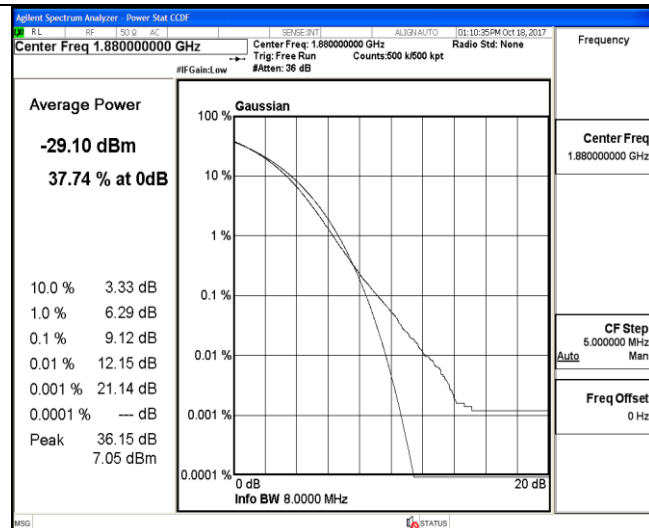 Agilent Spectrum Analyzer - Power Stat CCDF
RL RF 50 Ω AC SENSE:INT ALIGNAUTO 01:10:35PM Oct 18, 2017
Center Freq 1.880000000 GHz
Center Freq: 1.880000000 GHz Radio Std: None
Trig: Free Run Counts:500 k/500 kpt
#IFGain:Low #Atten: 36 dB
Frequency
Average Power
-29.10 dBm
37.74 % at 0dB
10.0 % 3.33 dB
1.0 % 6.29 dB
0.1 % 9.12 dB
0.01 % 12.15 dB
0.001 % 21.14 dB
0.0001 % --- dB
Peak 36.15 dB
7.05 dBm
Gaussian
100 %
10 %
1 %
0.1 %
0.01 %
0.001 %
0.0001 %
0 dB 20 dB
Info BW 8.0000 MHz
Center Freq
1.880000000 GHz
CF Step
5.000000 MHz
Auto Man
Freq Offset
0 Hz
MSG STATUS